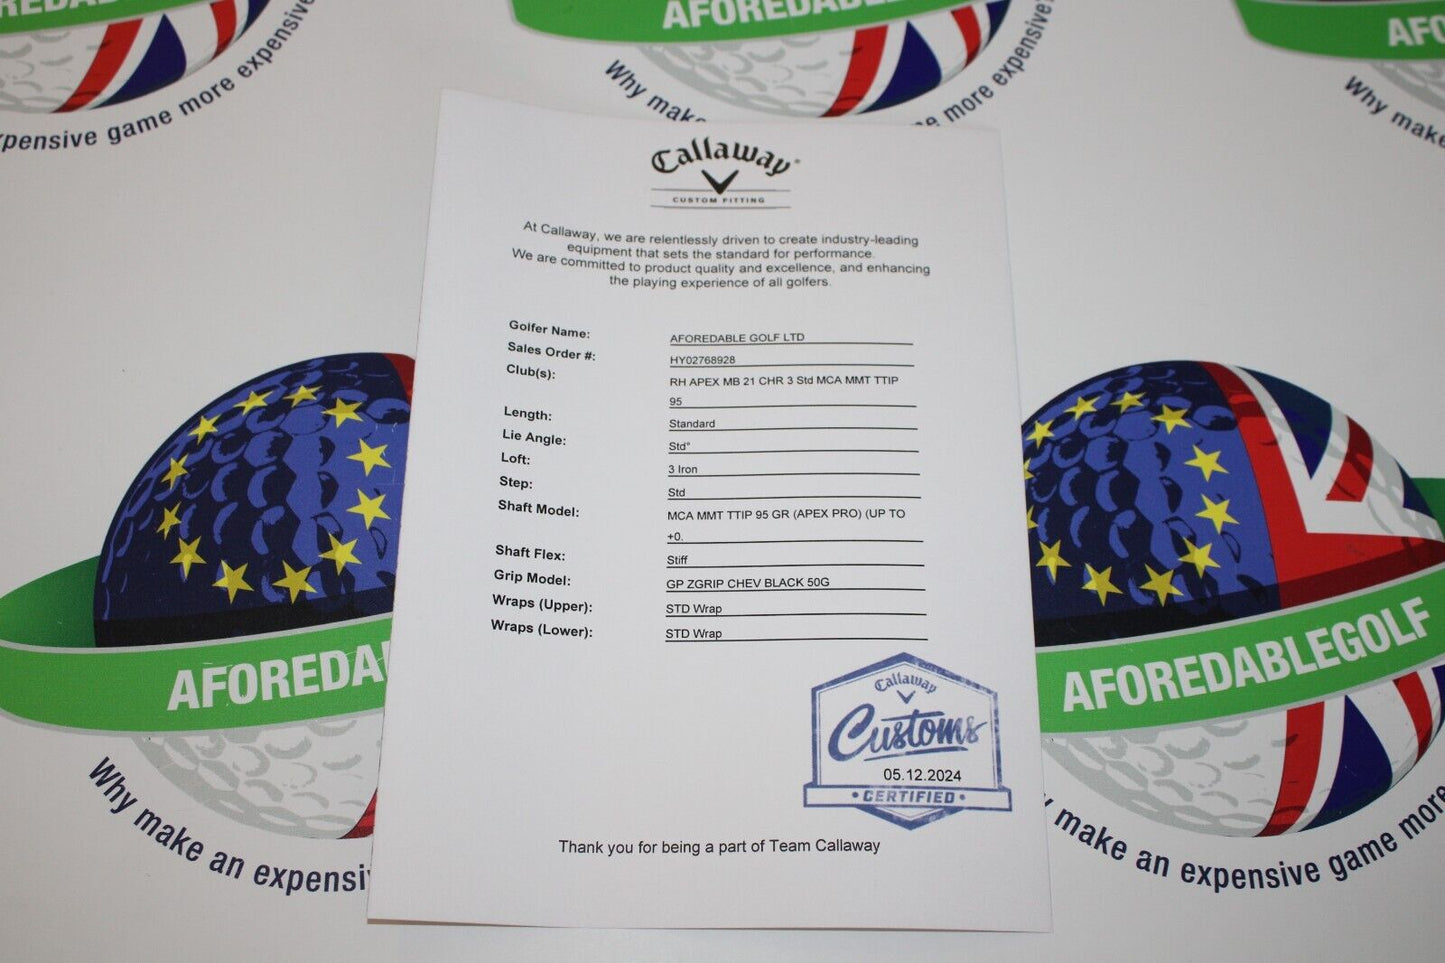 AFOREDABLEGOLF
AFO
expensive game more expensive
Why make
me more expensive?
Why make
Callaway
CUSTOM FITTING
At Callaway, we are relentlessly driven to create industry-leading
equipment that sets the standard for performance.
We are committed to product quality and excellence, and enhancing
the playing experience of all golfers.
Golfer Name: AFOREDABLE GOLF LTD
Sales Order #: HY02768928
Club(s): RH APEX MB 21 CHR 3 Std MCA MMT TTIP
95
Length: Standard
Lie Angle: Std°
Loft: 3 Iron
Step: Std
Shaft Model: MCA MMT TTIP 95 GR (APEX PRO) (UP TO
+0.
Shaft Flex: Stiff
Grip Model: GP ZGRIP CHEV BLACK 50G
Wraps (Upper): STD Wrap
Wraps (Lower): STD Wrap
Callaway
Customs
05.12.2024
• CERTIFIED •
Thank you for being a part of Team Callaway
AFOREDA
Why make an expensi
AFOREDABLEGOLF
y make an expensive game more